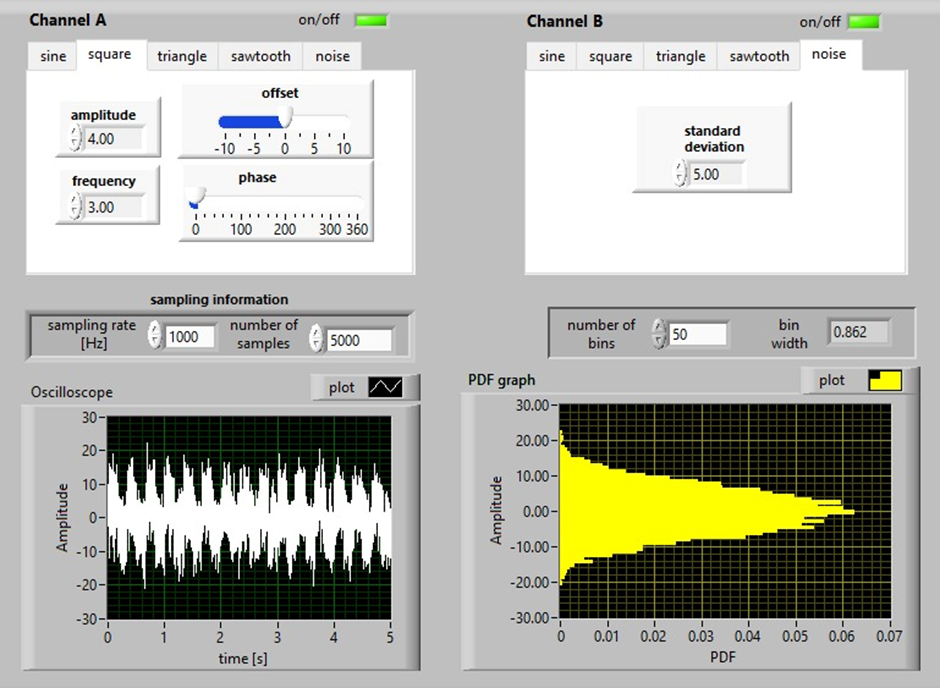 Channel A
on/off
sine square triangle sawtooth noise
amplitude
4.00
frequency
3.00
offset
-10 -5 0 5 10
phase
0 100 200 300 360
Channel B
on/off
sine square triangle sawtooth noise
standard
deviation
5.00
sampling information
sampling rate
[Hz]
1000
number of
samples
5000
number of
bins
50
bin
width
0.862
Oscilloscope
plot
Amplitude
30
20
10
0
-10
-20
-30
0 1 2 3 4 5
time [s]
PDF graph
plot
Amplitude
30.00
20.00
10.00
0.00
-10.00
-20.00
-30.00
0 0.01 0.02 0.03 0.04 0.05 0.06 0.07
PDF